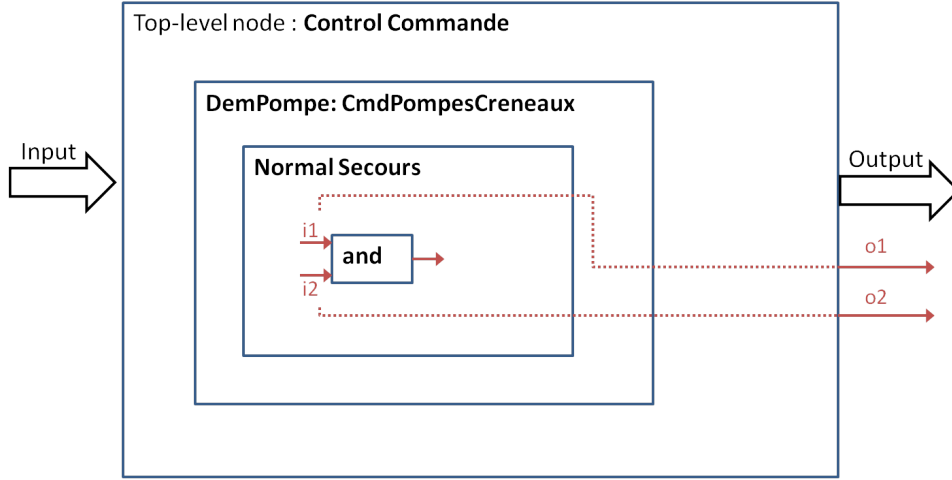 Top-level node : Control Commande
DemPompe: CmdPompesCreneaux
Input
Normal Secours
Output
i1
and
i2
o1
o2